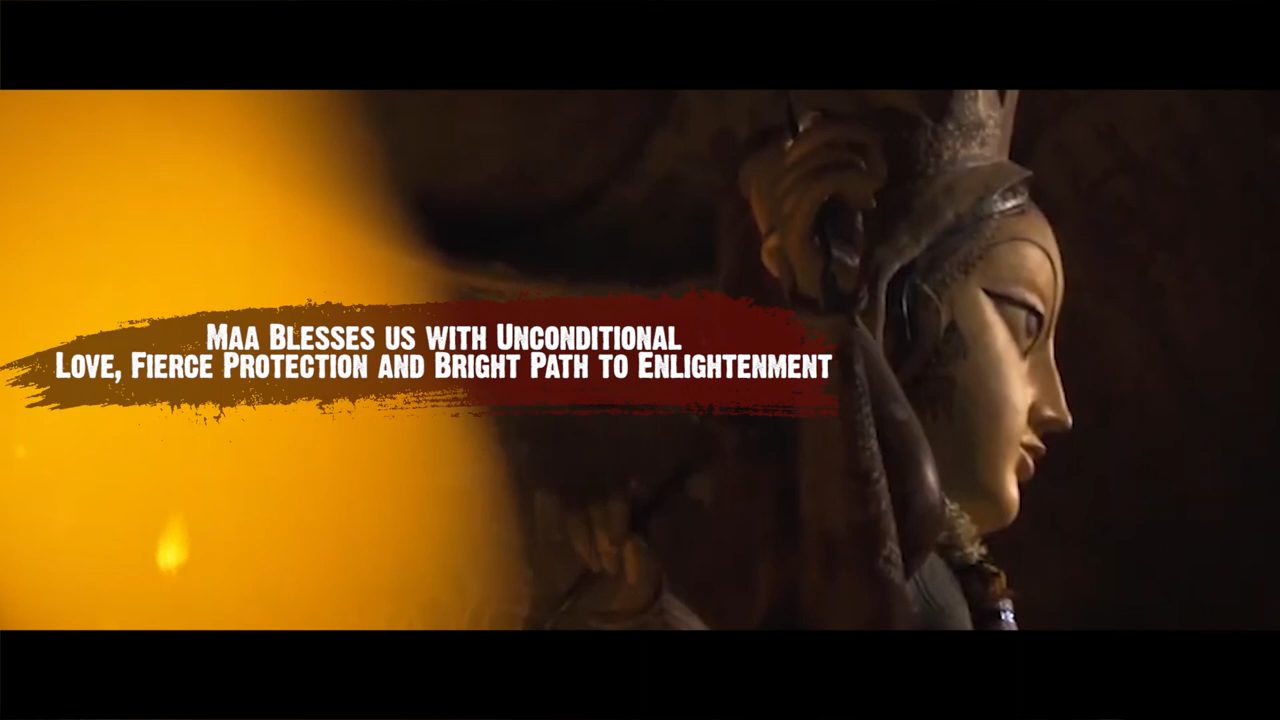 Maa Blesses us with Unconditional
Love, Fierce Protection and Bright Path to Enlightenment